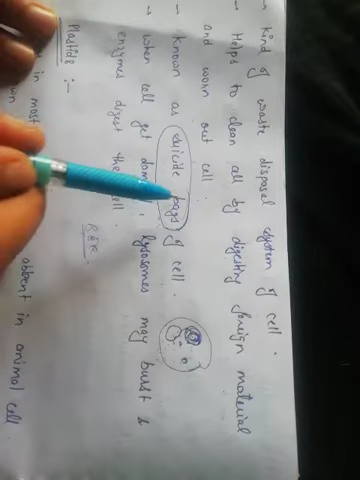 → Kind of waste disposal system of cell.
→ Helps to clean cell by digesting foreign material
and worn out cell.
→ Known as suicide bags of cell.
→ When cell get dama , lysosomes may burst &
enzymes digest the cell.
Plastids :-
in most absent in animal cell.